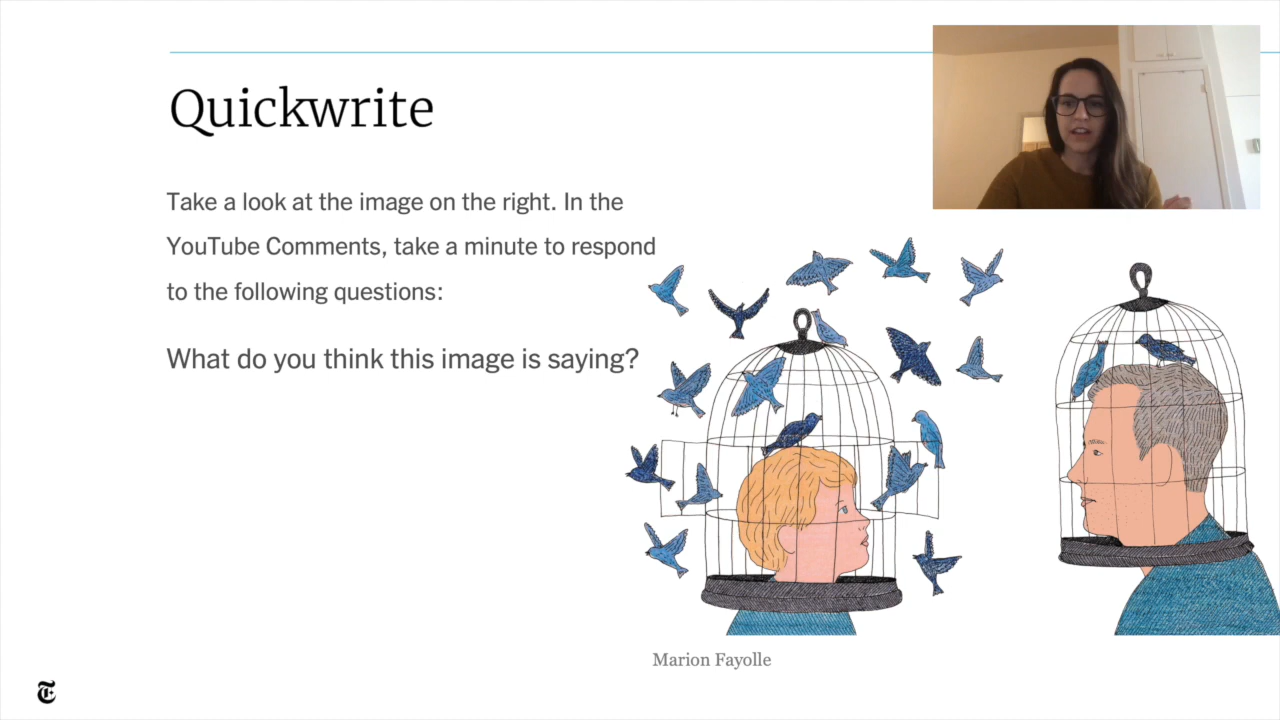 Quickwrite
Take a look at the image on the right. In the
YouTube Comments, take a minute to respond
to the following questions:
What do you think this image is saying?
Marion Fayolle
T